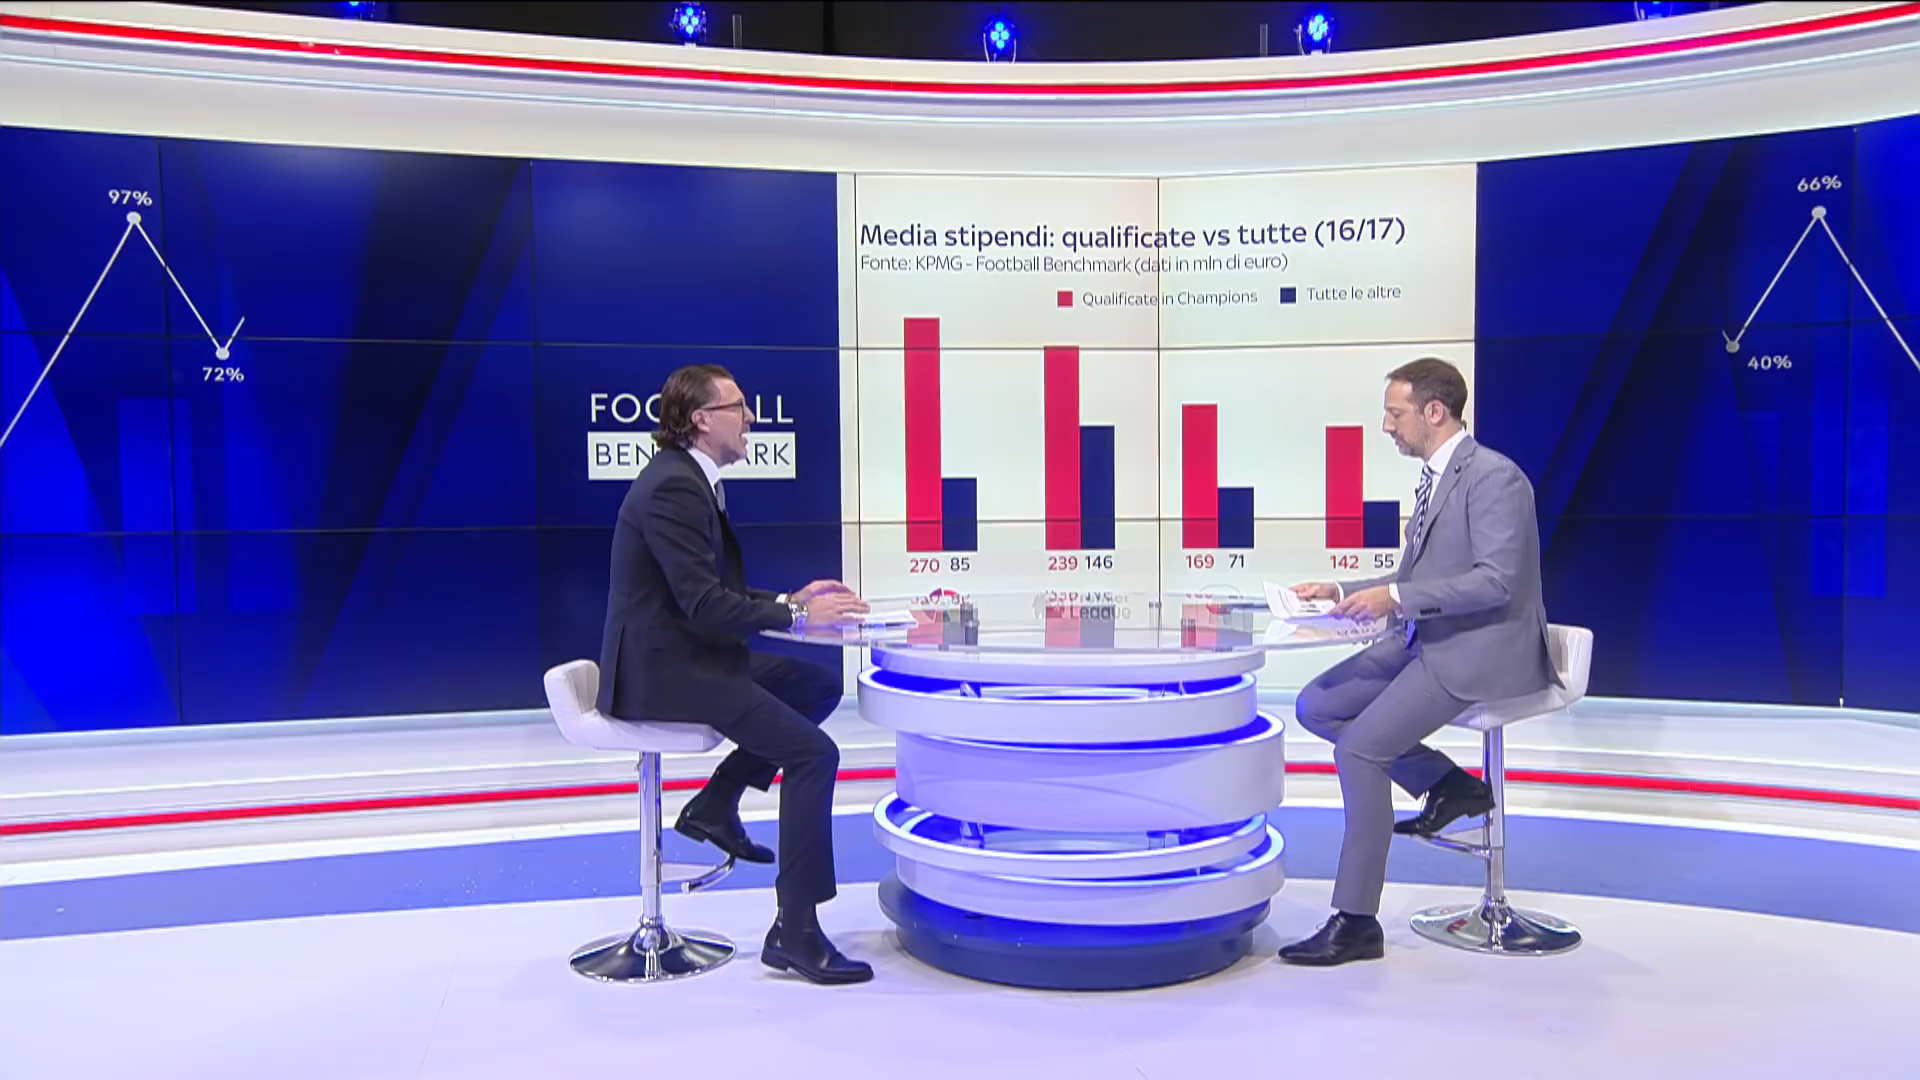 97%
72%
FOO LL
BEN ARK
Media stipendi: qualificate vs tutte (16/17)
Fonte: KPMG - Football Benchmark (dati in mln di euro)
Qualificate in Champions
Tutte le altre
270 85
239 146
169 71
142 55
League
66%
40%